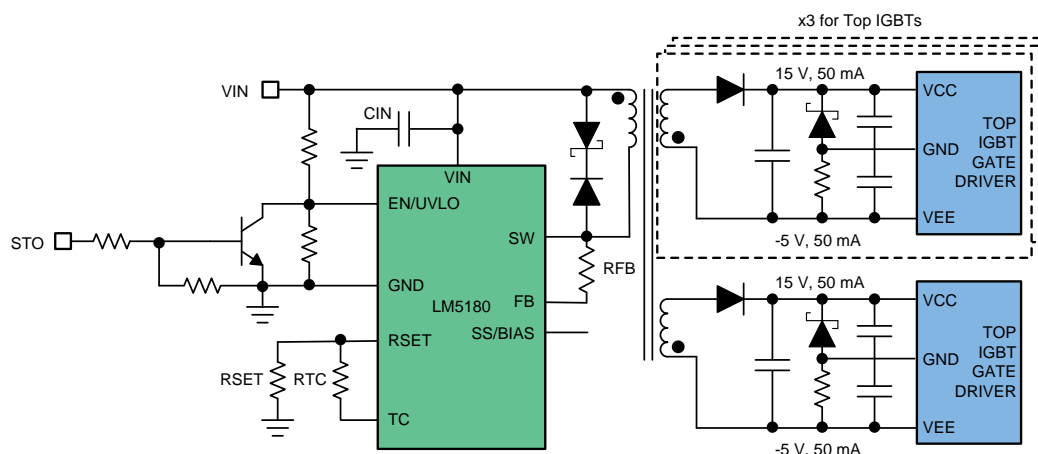 x3 for Top IGBTs
VIN
CIN
VIN
EN/UVLO
STO
SW
RFB
GND
LM5180
FB
SS/BIAS
RSET
RSET
RTC
TC
15 V, 50 mA
VCC
TOP
IGBT
GATE
DRIVER
GND
VEE
-5 V, 50 mA
15 V, 50 mA
VCC
TOP
IGBT
GATE
DRIVER
GND
VEE
-5 V, 50 mA